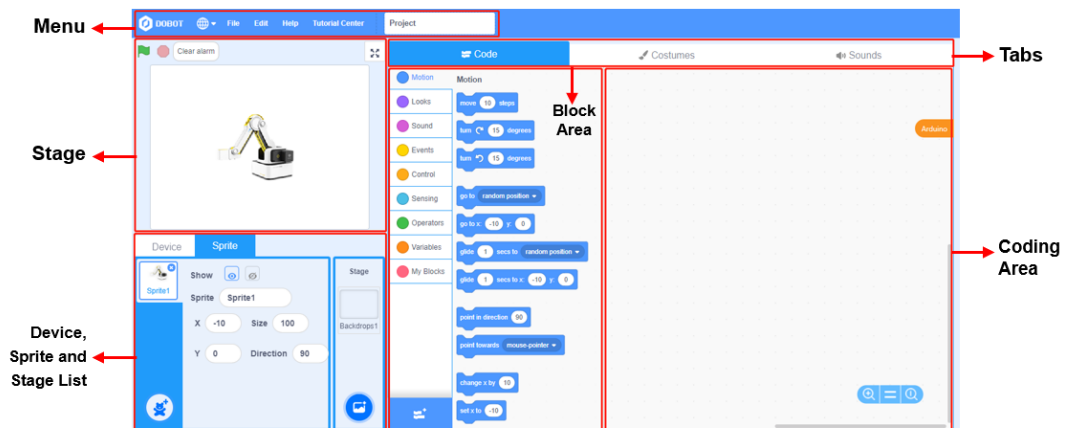 Menu
DOBOT File Edit Help Tutorial Center Project
Clear alarm
Stage
Code Costumes Sounds
Tabs
Block
Area
Motion
Looks
Sound
Events
Control
Sensing
Operators
Variables
My Blocks
Motion
move 10 steps
turn 15 degrees
turn 15 degrees
go to random position
go to x: -10 y: 0
glide 1 secs to random position
glide 1 secs to x: -10 y: 0
point in direction 90
point towards mouse-pointer
change x by 10
set x to -10
Arduino
Coding
Area
Device Sprite
Sprite1
Show
Sprite Sprite1
X -10 Size 100
Y 0 Direction 90
Stage
Backdrops1
Device,
Sprite and
Stage List